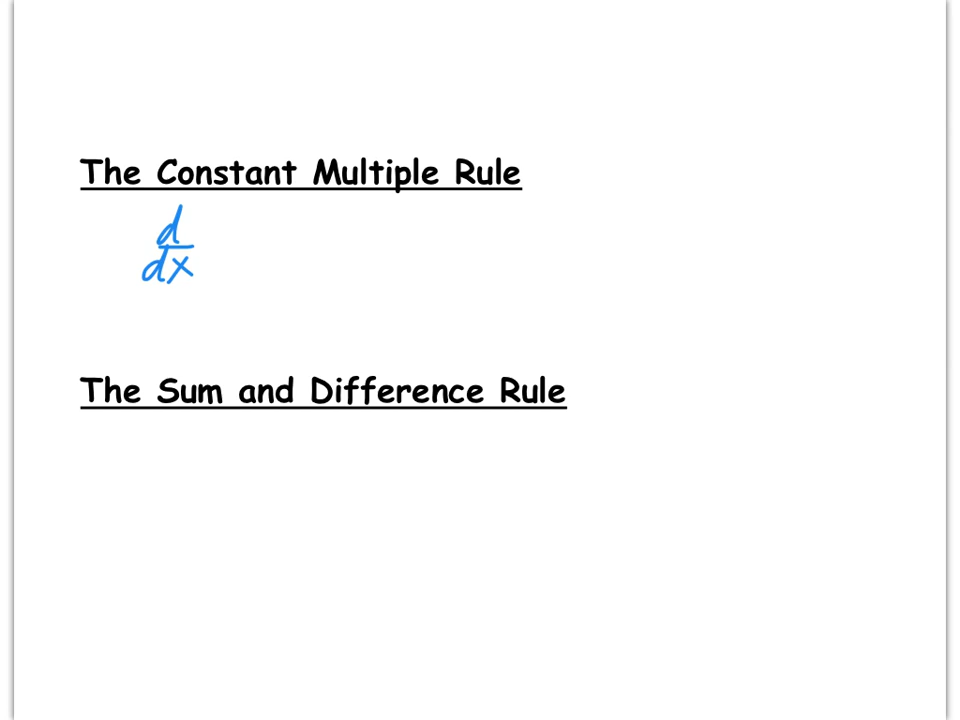 The Constant Multiple Rule
d
dx
The Sum and Difference Rule